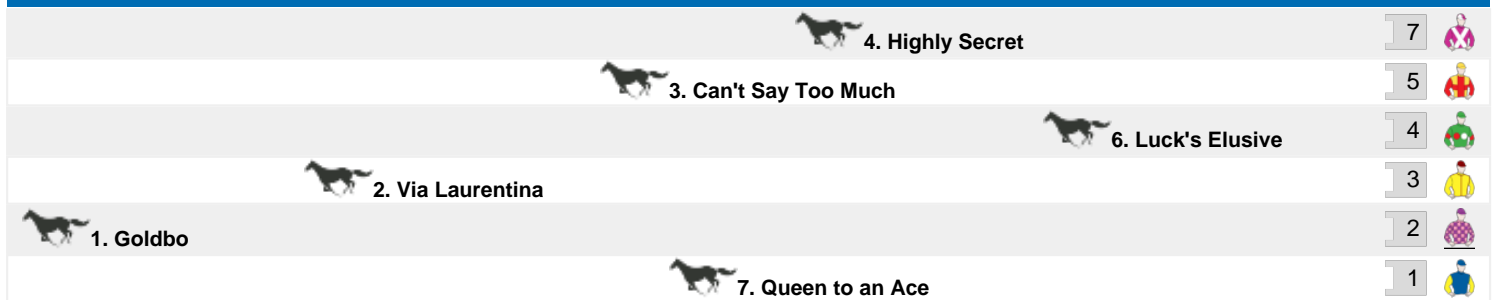 4. Highly Secret 7
3. Can't Say Too Much 5
6. Luck's Elusive 4
2. Via Laurentina 3
1. Goldbo 2
7. Queen to an Ace 1